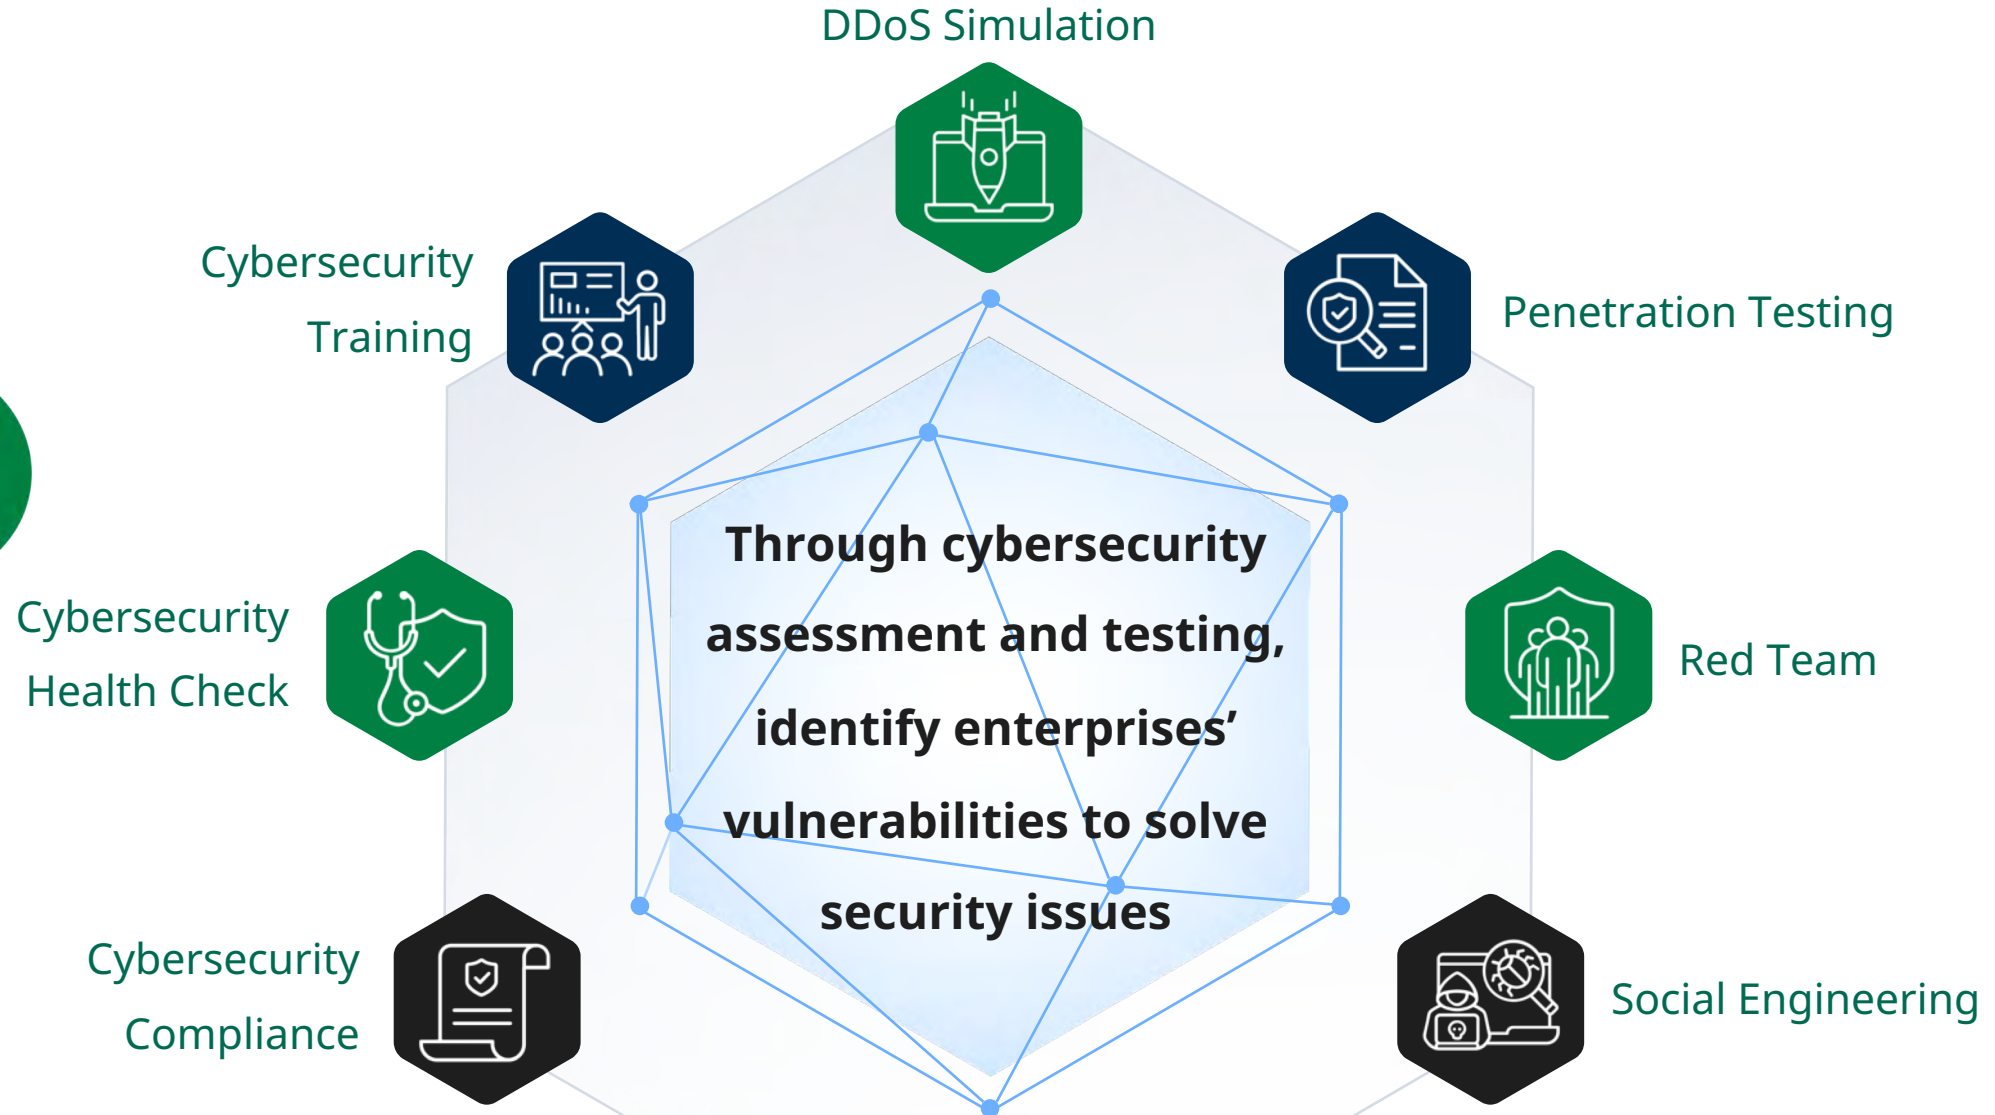 DDoS Simulation
Cybersecurity
Training
Penetration Testing
Through cybersecurity
assessment and testing,
identify enterprises’
vulnerabilities to solve
security issues
Cybersecurity
Health Check
Red Team
Cybersecurity
Compliance
Social Engineering